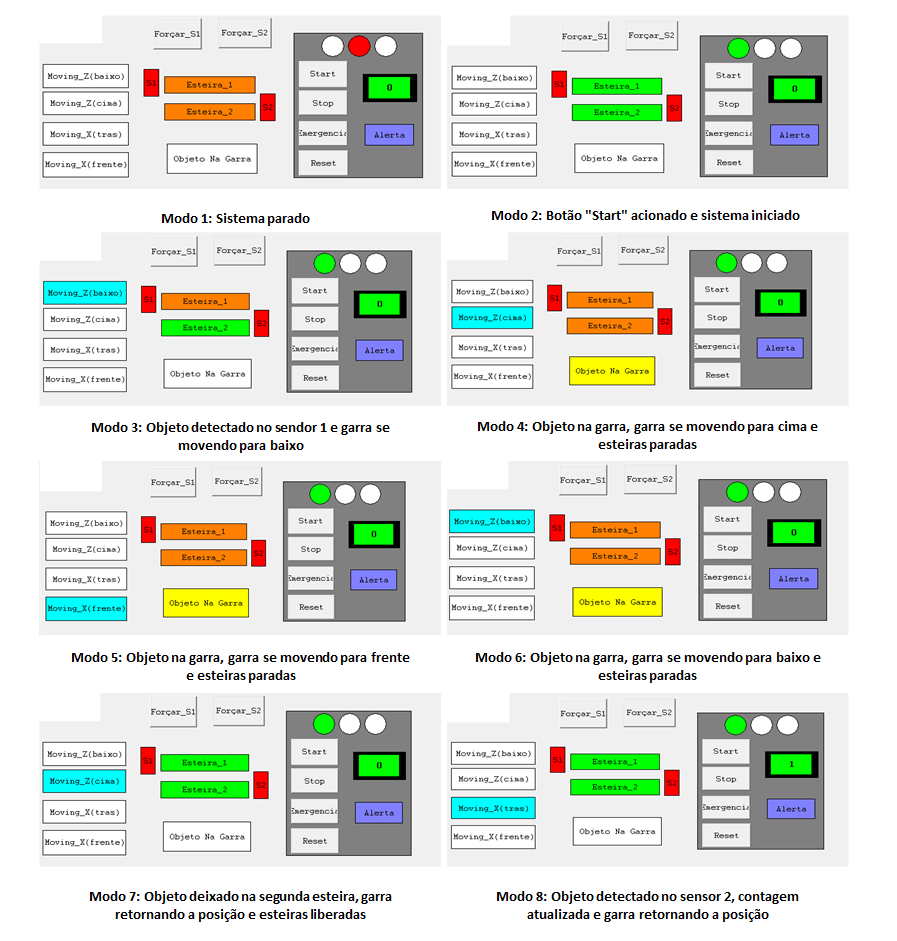 Forçar_S1 Forçar_S2
Moving_Z(baixo)
Moving_Z(cima)
Moving_X(tras)
Moving_X(frente)
S1
Esteira_1
Esteira_2
S2
Objeto Na Garra
Start
Stop
Emergencia
Reset
0
Alerta
Modo 1: Sistema parado
Forçar_S1 Forçar_S2
Moving_Z(baixo)
Moving_Z(cima)
Moving_X(tras)
Moving_X(frente)
S1
Esteira_1
Esteira_2
S2
Objeto Na Garra
Start
Stop
Emergencia
Reset
0
Alerta
Modo 2: Botão "Start" acionado e sistema iniciado
Forçar_S1 Forçar_S2
Moving_Z(baixo)
Moving_Z(cima)
Moving_X(tras)
Moving_X(frente)
S1
Esteira_1
Esteira_2
S2
Objeto Na Garra
Start
Stop
Emergencia
Reset
0
Alerta
Modo 3: Objeto detectado no sendor 1 e garra se
movendo para baixo
Forçar_S1 Forçar_S2
Moving_Z(baixo)
Moving_Z(cima)
Moving_X(tras)
Moving_X(frente)
S1
Esteira_1
Esteira_2
S2
Objeto Na Garra
Start
Stop
Emergencia
Reset
0
Alerta
Modo 4: Objeto na garra, garra se movendo para cima e
esteiras paradas
Forçar_S1 Forçar_S2
Moving_Z(baixo)
Moving_Z(cima)
Moving_X(tras)
Moving_X(frente)
S1
Esteira_1
Esteira_2
S2
Objeto Na Garra
Start
Stop
Emergencia
Reset
0
Alerta
Modo 5: Objeto na garra, garra se movendo para frente
e esteiras paradas
Forçar_S1 Forçar_S2
Moving_Z(baixo)
Moving_Z(cima)
Moving_X(tras)
Moving_X(frente)
S1
Esteira_1
Esteira_2
S2
Objeto Na Garra
Start
Stop
Emergencia
Reset
0
Alerta
Modo 6: Objeto na garra, garra se movendo para baixo e
esteiras paradas
Forçar_S1 Forçar_S2
Moving_Z(baixo)
Moving_Z(cima)
Moving_X(tras)
Moving_X(frente)
S1
Esteira_1
Esteira_2
S2
Objeto Na Garra
Start
Stop
Emergencia
Reset
0
Alerta
Modo 7: Objeto deixado na segunda esteira, garra
retornando a posição e esteiras liberadas
Forçar_S1 Forçar_S2
Moving_Z(baixo)
Moving_Z(cima)
Moving_X(tras)
Moving_X(frente)
S1
Esteira_1
Esteira_2
S2
Objeto Na Garra
Start
Stop
Emergencia
Reset
1
Alerta
Modo 8: Objeto detectado no sensor 2, contagem
atualizada e garra retornando a posição